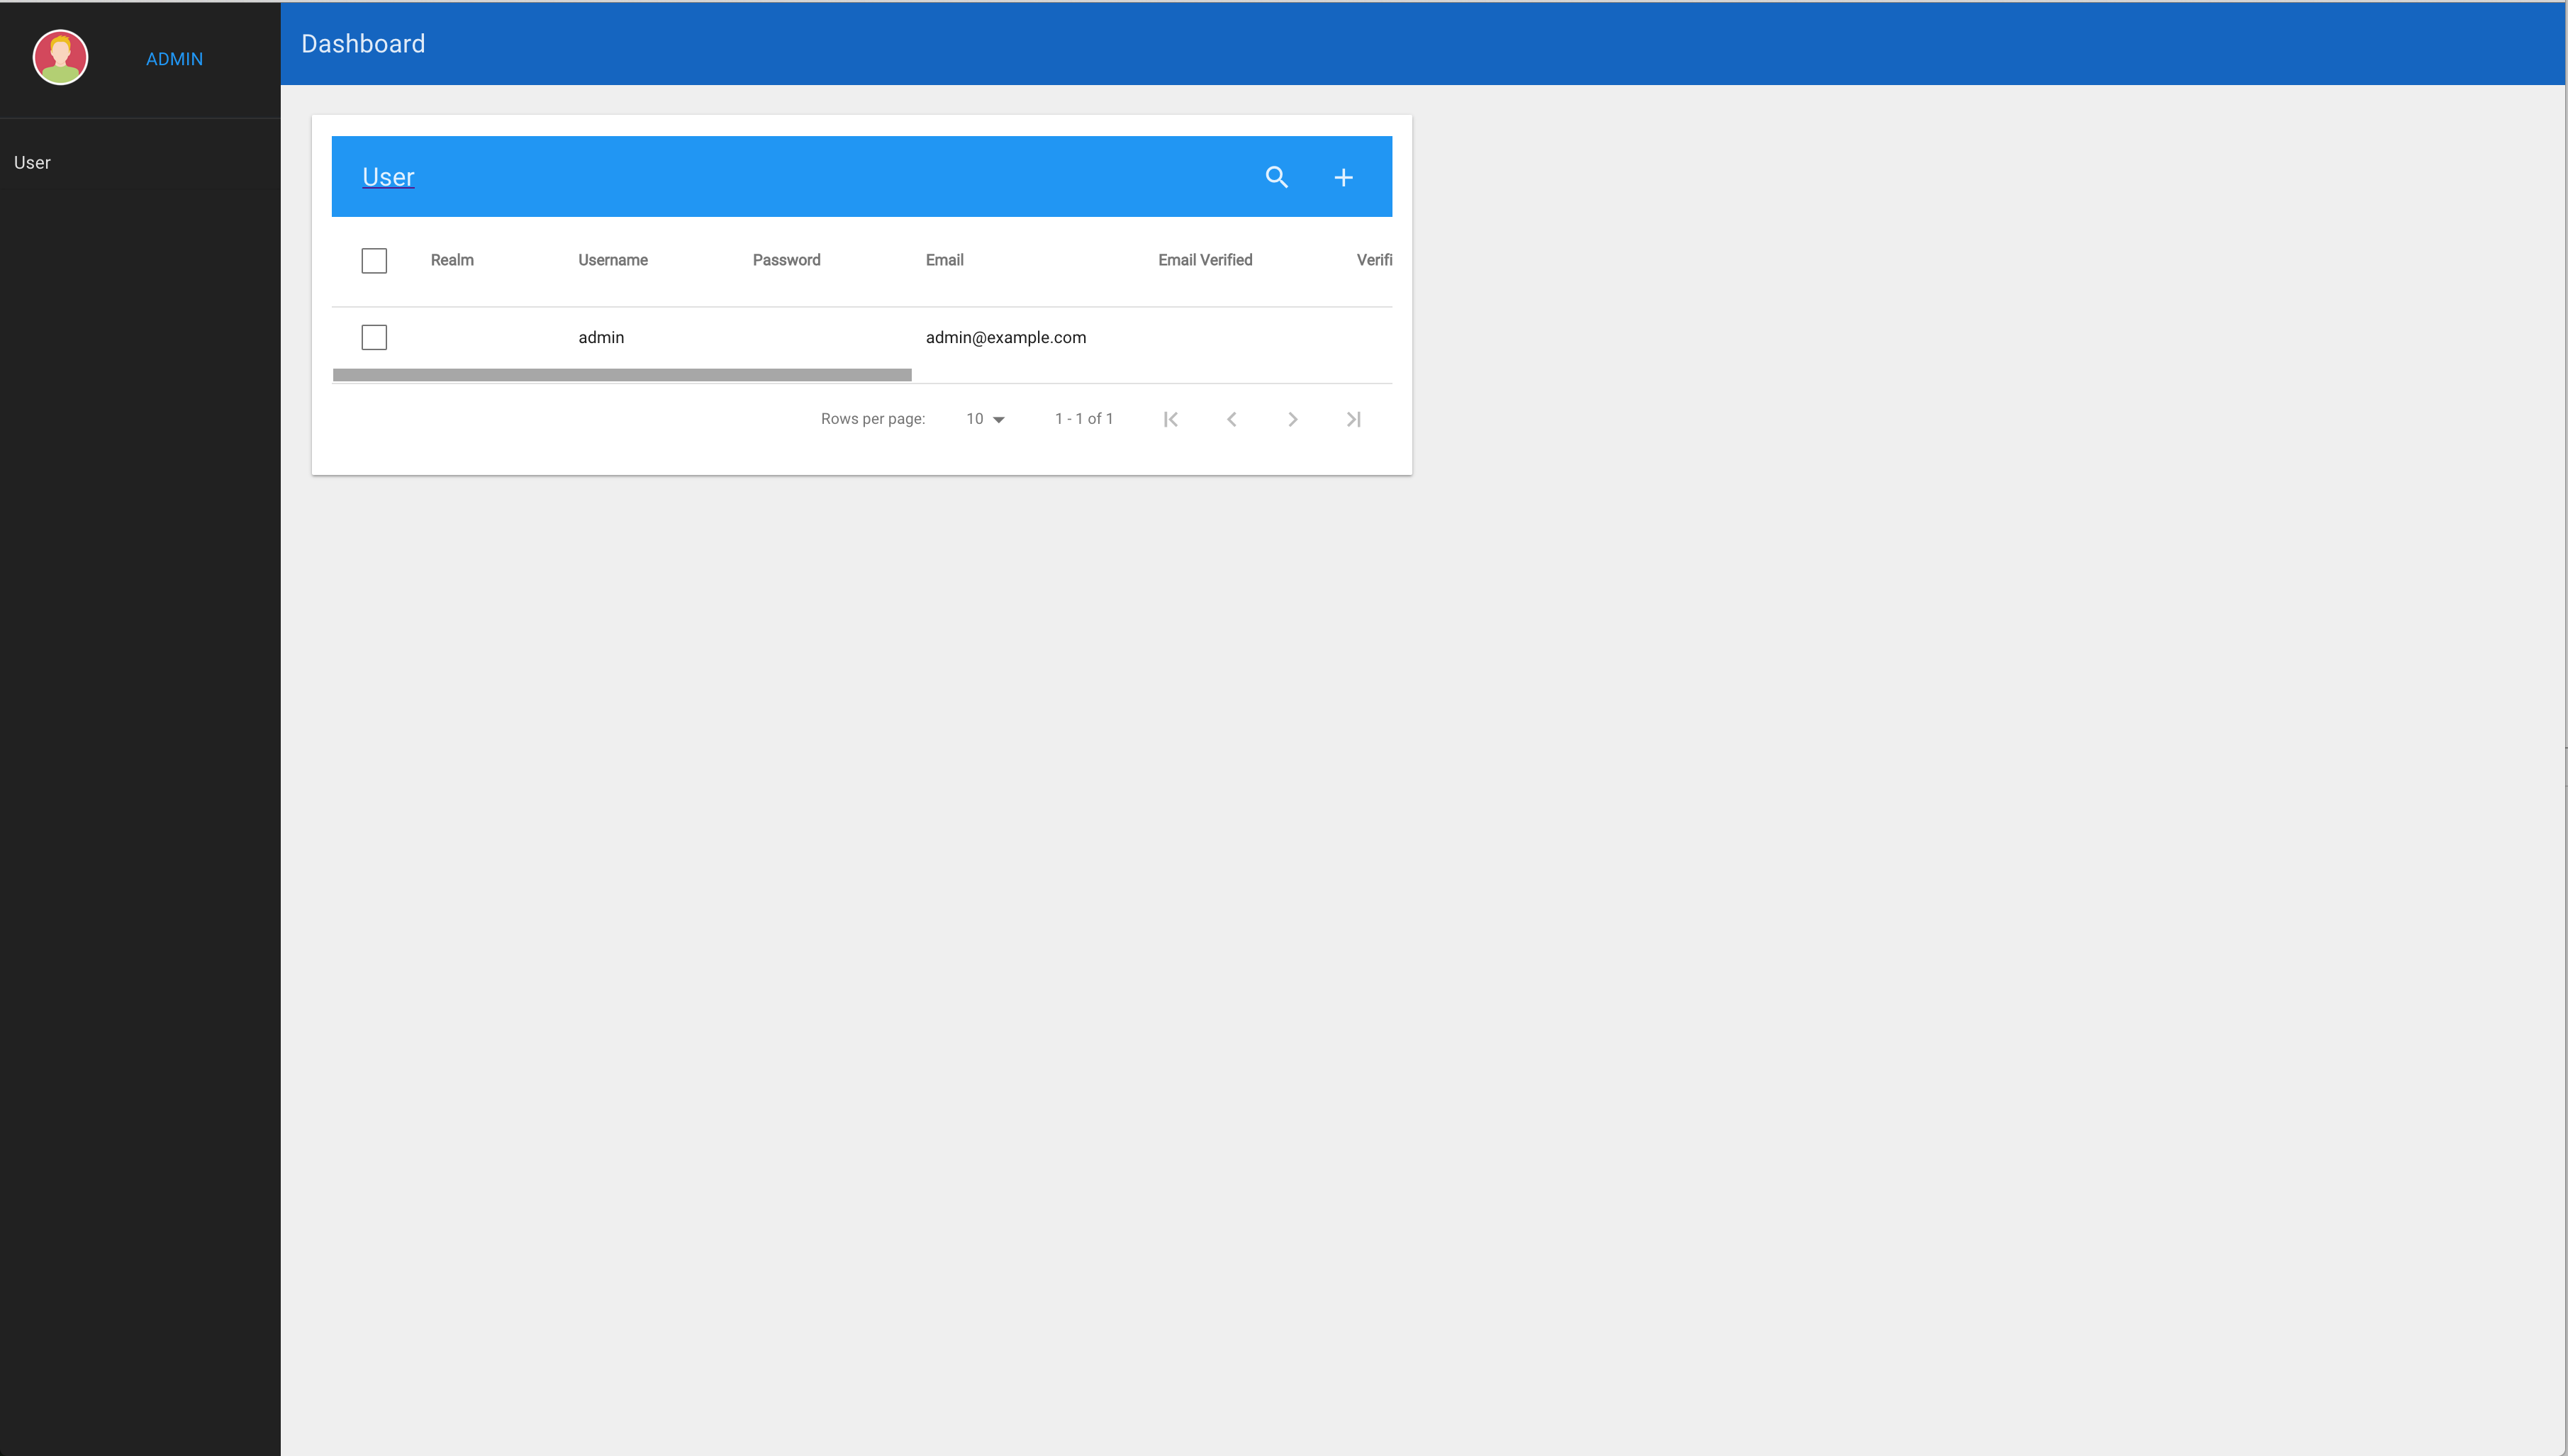 ADMIN
Dashboard
User
User
Realm Username Password Email Email Verified Verifi
admin admin@example.com
Rows per page: 10 1 - 1 of 1